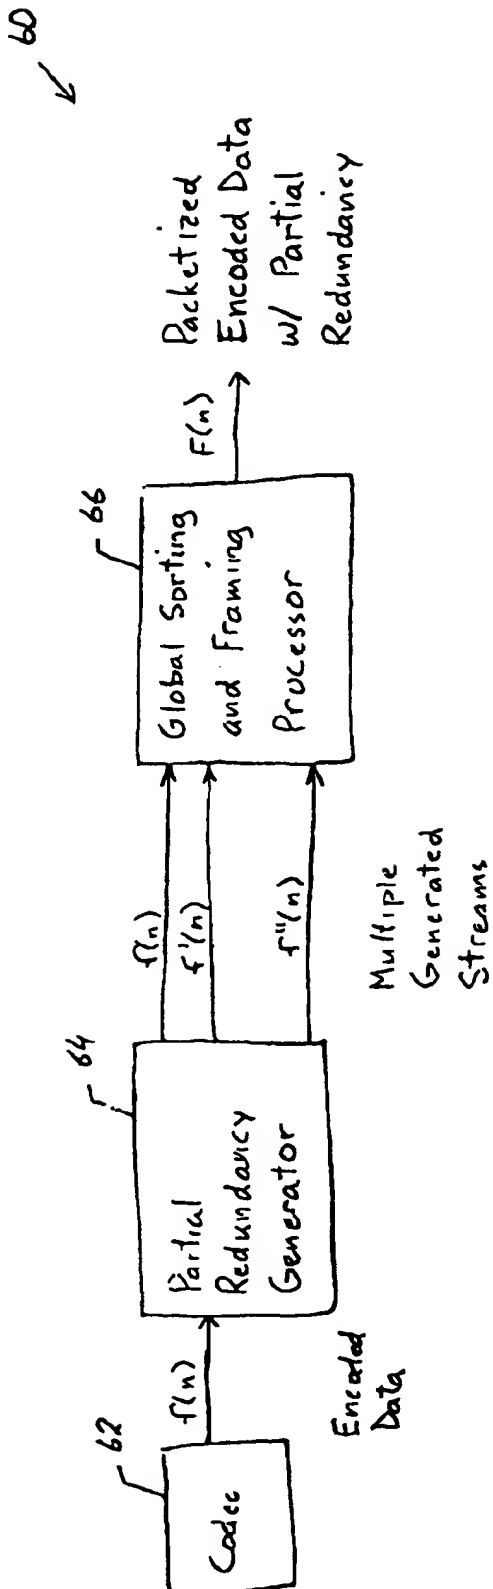 60
62
Codec
f(n)
Encoded
Data
64
Partial
Redundancy
Generator
f(n)
f'(n)
f"(n)
Multiple
Generated
Streams
66
Global Sorting
and Framing
Processor
F(n)
Packetized
Encoded Data
w/ Partial
Redundancy